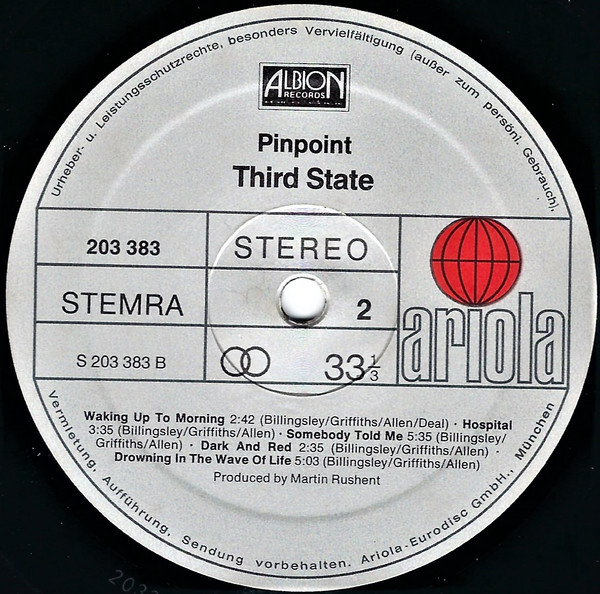 Urheber- u. Leistungsschutzrechte, besonders Vervielfältigung (außer zum persönl. Gebrauch),
ALBION
RECORDS
Pinpoint
Third State
203 383
STEREO
STEMRA
2
ariola
S 203 383 B
33 1/3
Waking Up To Morning 2:42 (Billingsley/Griffiths/Allen/Deal) · Hospital
3:35 (Billingsley/Griffiths/Allen) · Somebody Told Me 5:35 (Billingsley/
Griffiths/Allen) · Dark And Red 2:35 (Billingsley/Griffiths/Allen) ·
Drowning In The Wave Of Life 5:03 (Billingsley/Griffiths/Allen)
Produced by Martin Rushent
Vermietung, Aufführung, Sendung vorbehalten. Ariola-Eurodisc GmbH., München